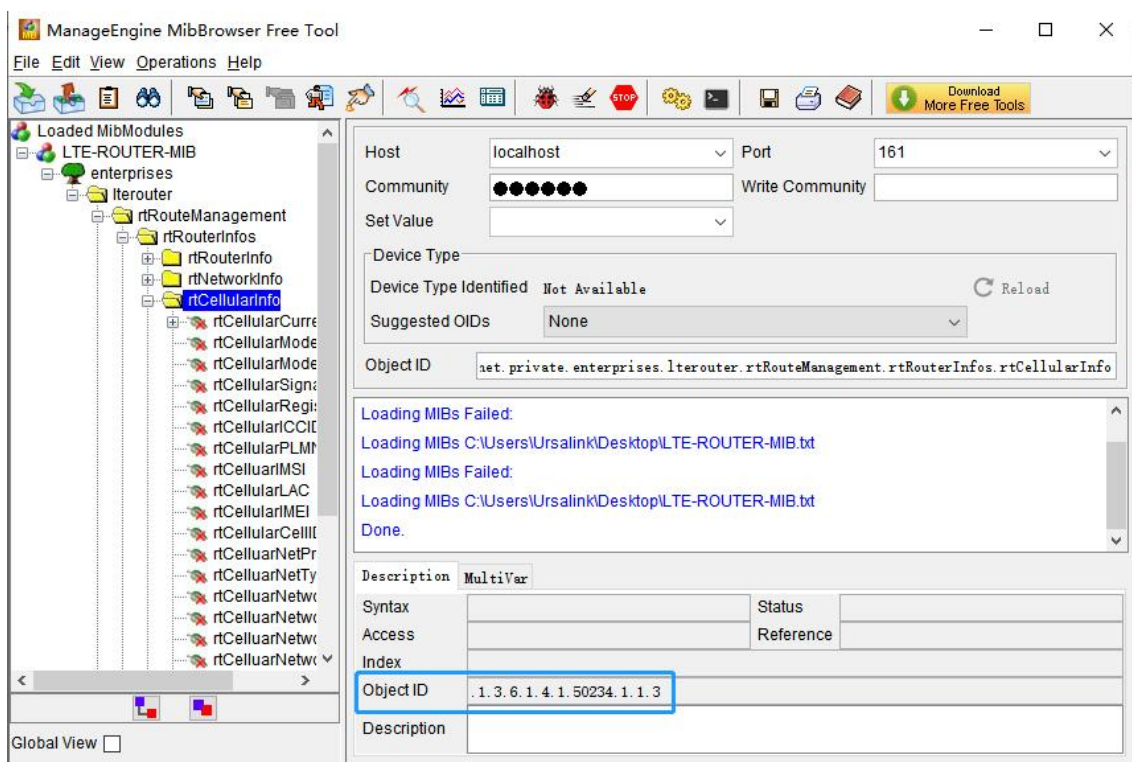 ManageEngine MibBrowser Free Tool
File Edit View Operations Help
STOP
Download
More Free Tools
Loaded MibModules
LTE-ROUTER-MIB
enterprises
lterouter
rtRouteManagement
rtRouterInfos
rtRouterInfo
rtNetworkInfo
rtCellularInfo
rtCellularCurre
rtCellularMode
rtCellularMode
rtCellularSigna
rtCellularRegis
rtCellularICCID
rtCellularPLMN
rtCelluarIMSI
rtCellularLAC
rtCellularIMEI
rtCellularCellID
rtCelluarNetPr
rtCelluarNetTy
rtCelluarNetwo
rtCelluarNetwo
rtCelluarNetwo
rtCelluarNetwo
Global View
Host localhost Port 161
Community ●●●●●● Write Community
Set Value
Device Type
Device Type Identified Not Available Reload
Suggested OIDs None
Object ID net.private.enterprises.lterouter.rtRouteManagement.rtRouterInfos.rtCellularInfo
Loading MIBs Failed:
Loading MIBs C:\Users\Ursalink\Desktop\LTE-ROUTER-MIB.txt
Loading MIBs Failed:
Loading MIBs C:\Users\Ursalink\Desktop\LTE-ROUTER-MIB.txt
Done.
Description MultiVar
Syntax Status
Access Reference
Index
Object ID .1.3.6.1.4.1.50234.1.1.3
Description